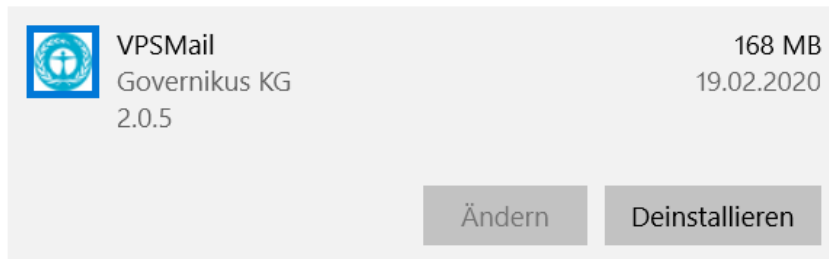 VPSMail 168 MB
Governikus KG 19.02.2020
2.0.5
Ändern Deinstallieren